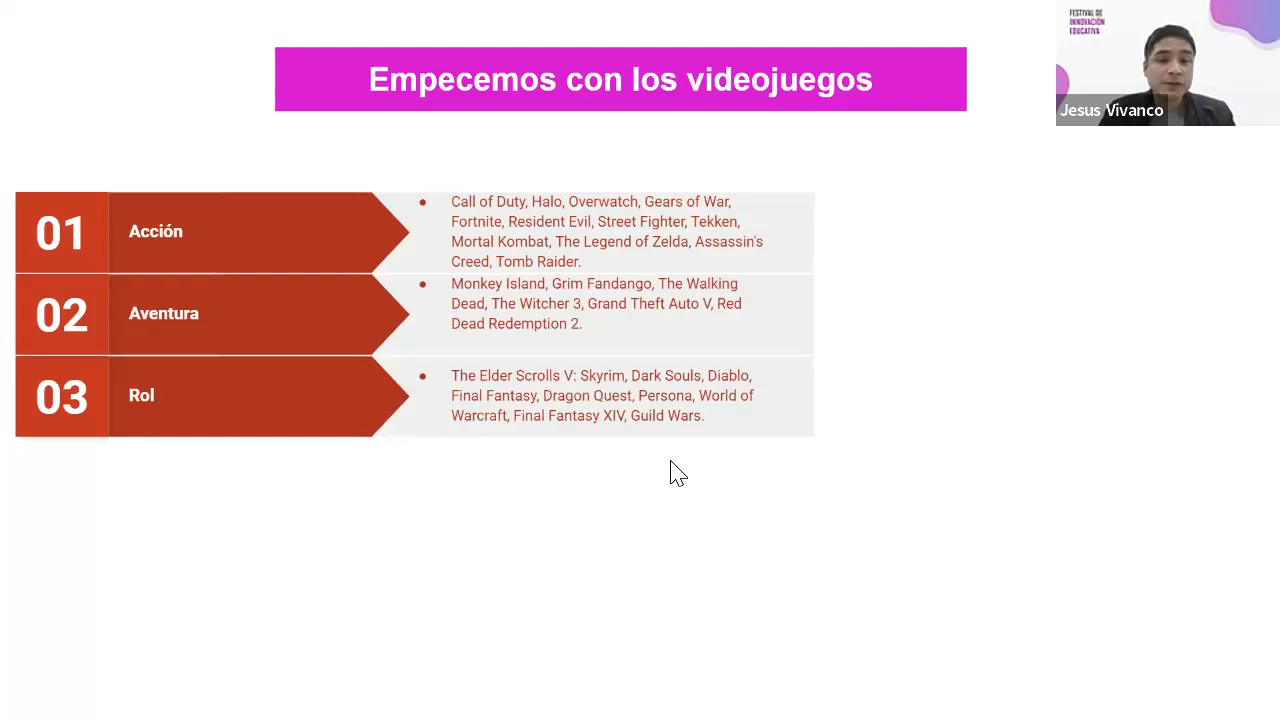 Empecemos con los videojuegos
FESTIVAL DE
INNOVACIÓN
EDUCATIVA
Jesus Vivanco
01
Acción
• Call of Duty, Halo, Overwatch, Gears of War,
Fortnite, Resident Evil, Street Fighter, Tekken,
Mortal Kombat, The Legend of Zelda, Assassin's
Creed, Tomb Raider.
02
Aventura
• Monkey Island, Grim Fandango, The Walking
Dead, The Witcher 3, Grand Theft Auto V, Red
Dead Redemption 2.
03
Rol
• The Elder Scrolls V: Skyrim, Dark Souls, Diablo,
Final Fantasy, Dragon Quest, Persona, World of
Warcraft, Final Fantasy XIV, Guild Wars.